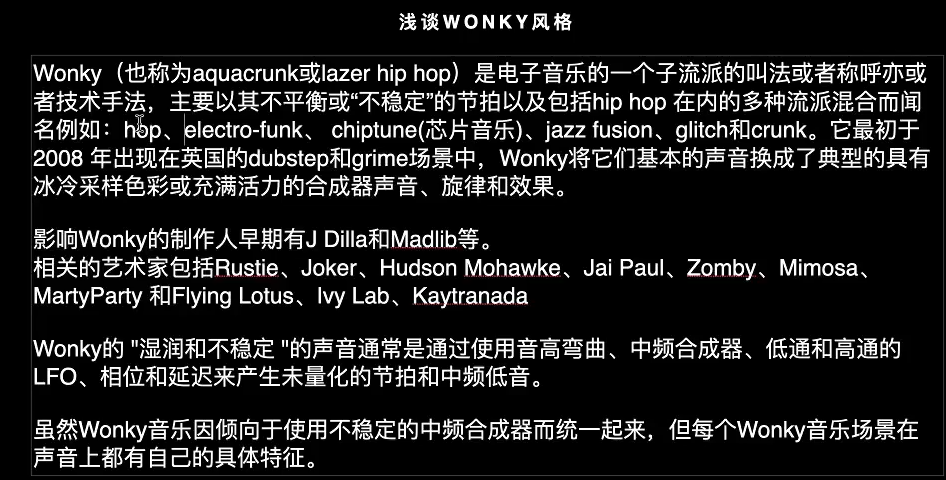 浅谈WONKY风格
Wonky（也称为aquacrunk或lazer hip hop）是电子音乐的一个子流派的叫法或者称呼亦或
者技术手法，主要以其不平衡或“不稳定”的节拍以及包括hip hop 在内的多种流派混合而闻
名例如：hop、electro-funk、 chiptune(芯片音乐)、jazz fusion、glitch和crunk。它最初于
2008 年出现在英国的dubstep和grime场景中，Wonky将它们基本的声音换成了典型的具有
冰冷采样色彩或充满活力的合成器声音、旋律和效果。
影响Wonky的制作人早期有J Dilla和Madlib等。
相关的艺术家包括Rustie、Joker、Hudson Mohawke、Jai Paul、Zomby、Mimosa、
MartyParty 和Flying Lotus、Ivy Lab、Kaytranada
Wonky的 "湿润和不稳定 "的声音通常是通过使用音高弯曲、中频合成器、低通和高通的
LFO、相位和延迟来产生未量化的节拍和中频低音。
虽然Wonky音乐因倾向于使用不稳定的中频合成器而统一起来，但每个Wonky音乐场景在
声音上都有自己的具体特征。